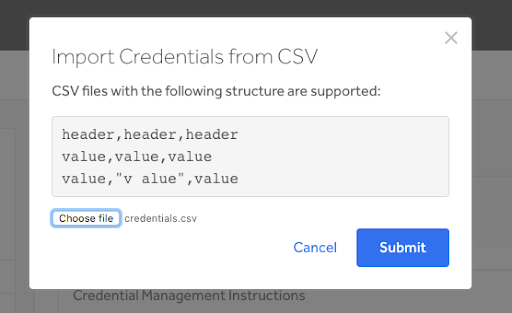 Import Credentials from CSV
CSV files with the following structure are supported:
header,header,header
value,value,value
value,"v alue",value
Choose file credentials.csv
Cancel Submit
Credential Management Instructions